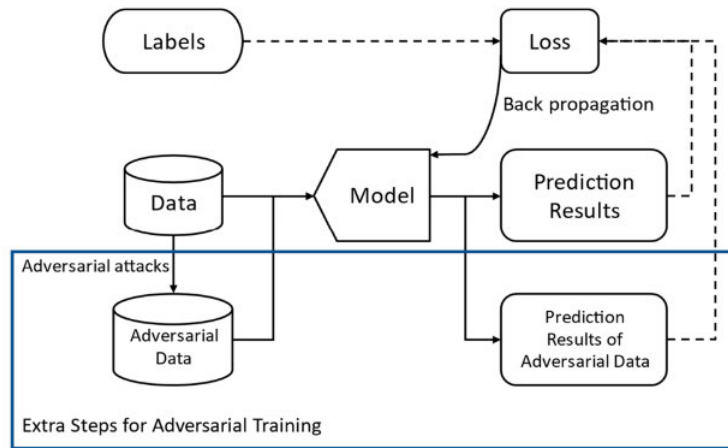 Labels
Loss
Back propagation
Data
Model
Prediction
Results
Adversarial attacks
Adversarial
Data
Prediction
Results of
Adversarial Data
Extra Steps for Adversarial Training